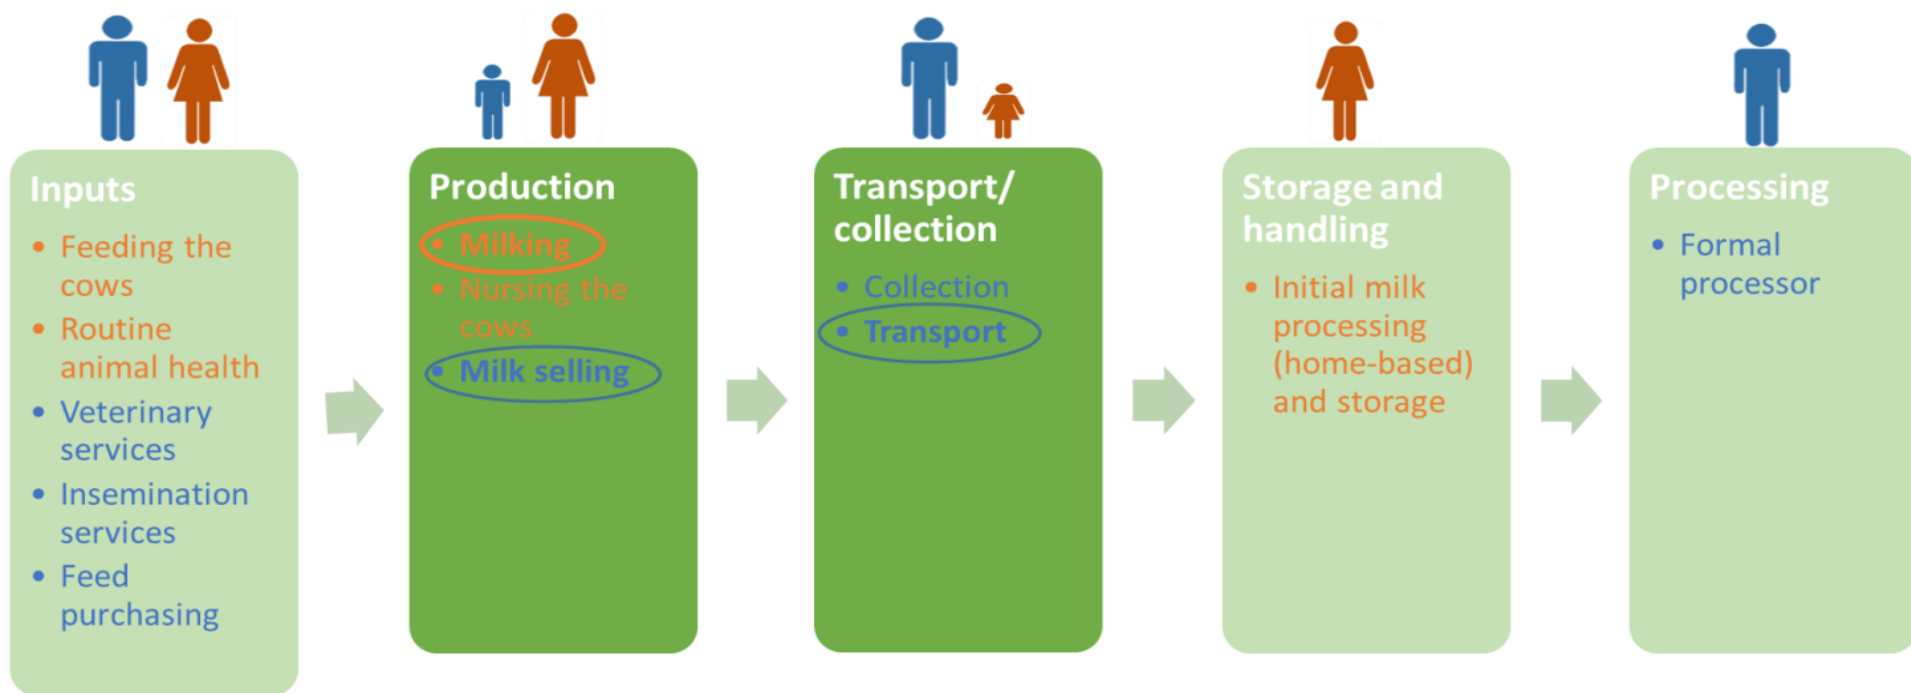 Inputs
• Feeding the
cows
• Routine
animal health
• Veterinary
services
• Insemination
services
• Feed
purchasing
Production
• Milking
• Nursing the
cows
• Milk selling
Transport/
collection
• Collection
• Transport
Storage and
handling
• Initial milk
processing
(home-based)
and storage
Processing
• Formal
processor